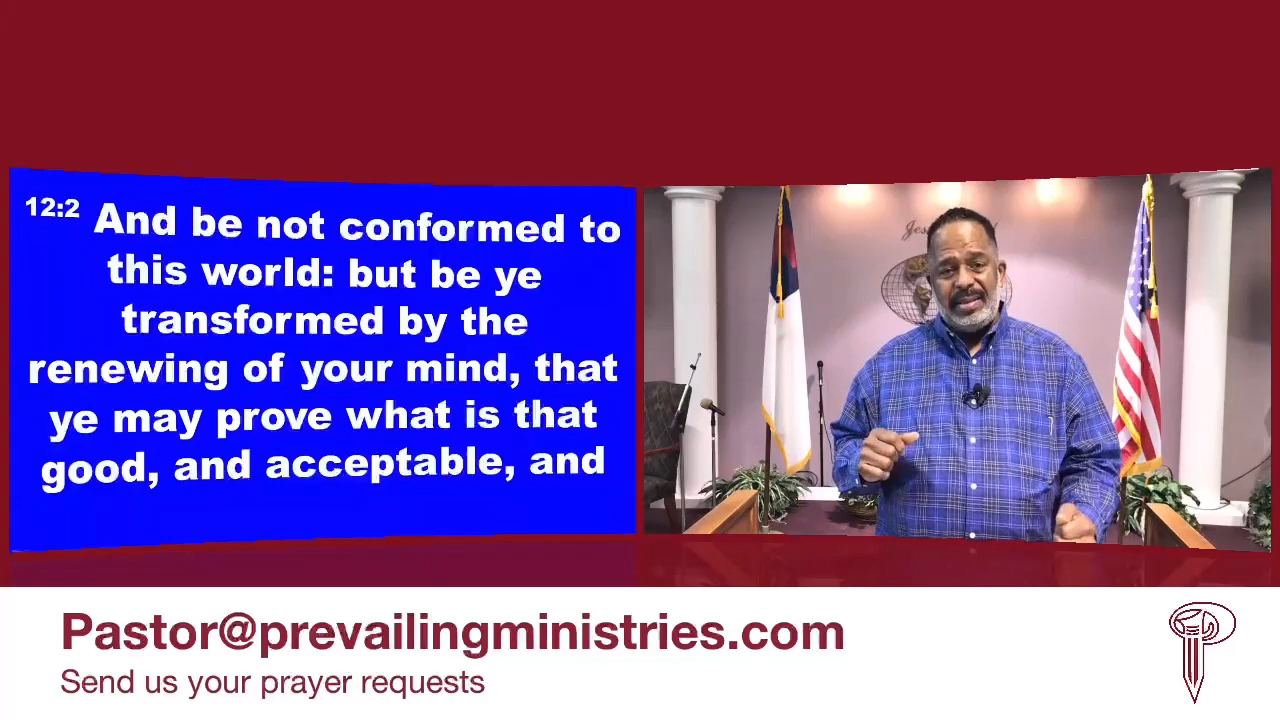 12:2 And be not conformed to
this world: but be ye
transformed by the
renewing of your mind, that
ye may prove what is that
good, and acceptable, and
Pastor@prevailingministries.com
Send us your prayer requests